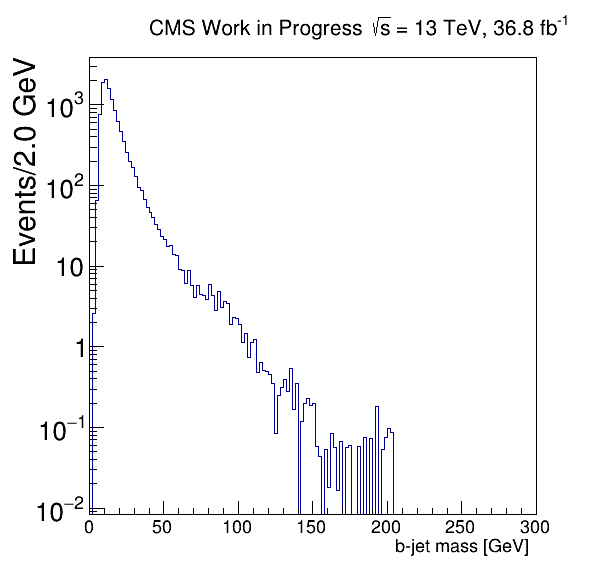 CMS Work in Progress √s = 13 TeV, 36.8 fb⁻¹
Events/2.0 GeV
10³
10²
10
1
10⁻¹
10⁻²
0 50 100 150 200 250 300
b-jet mass [GeV]